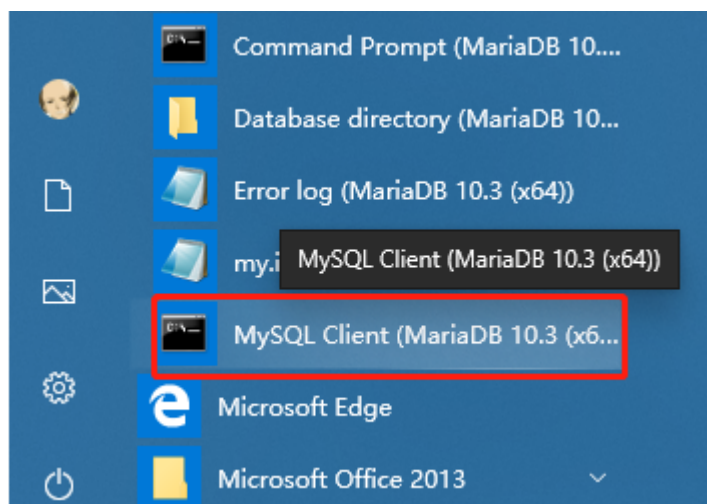 Command Prompt (MariaDB 10....
Database directory (MariaDB 10...
Error log (MariaDB 10.3 (x64))
my.i
MySQL Client (MariaDB 10.3 (x64))
MySQL Client (MariaDB 10.3 (x6...
Microsoft Edge
Microsoft Office 2013